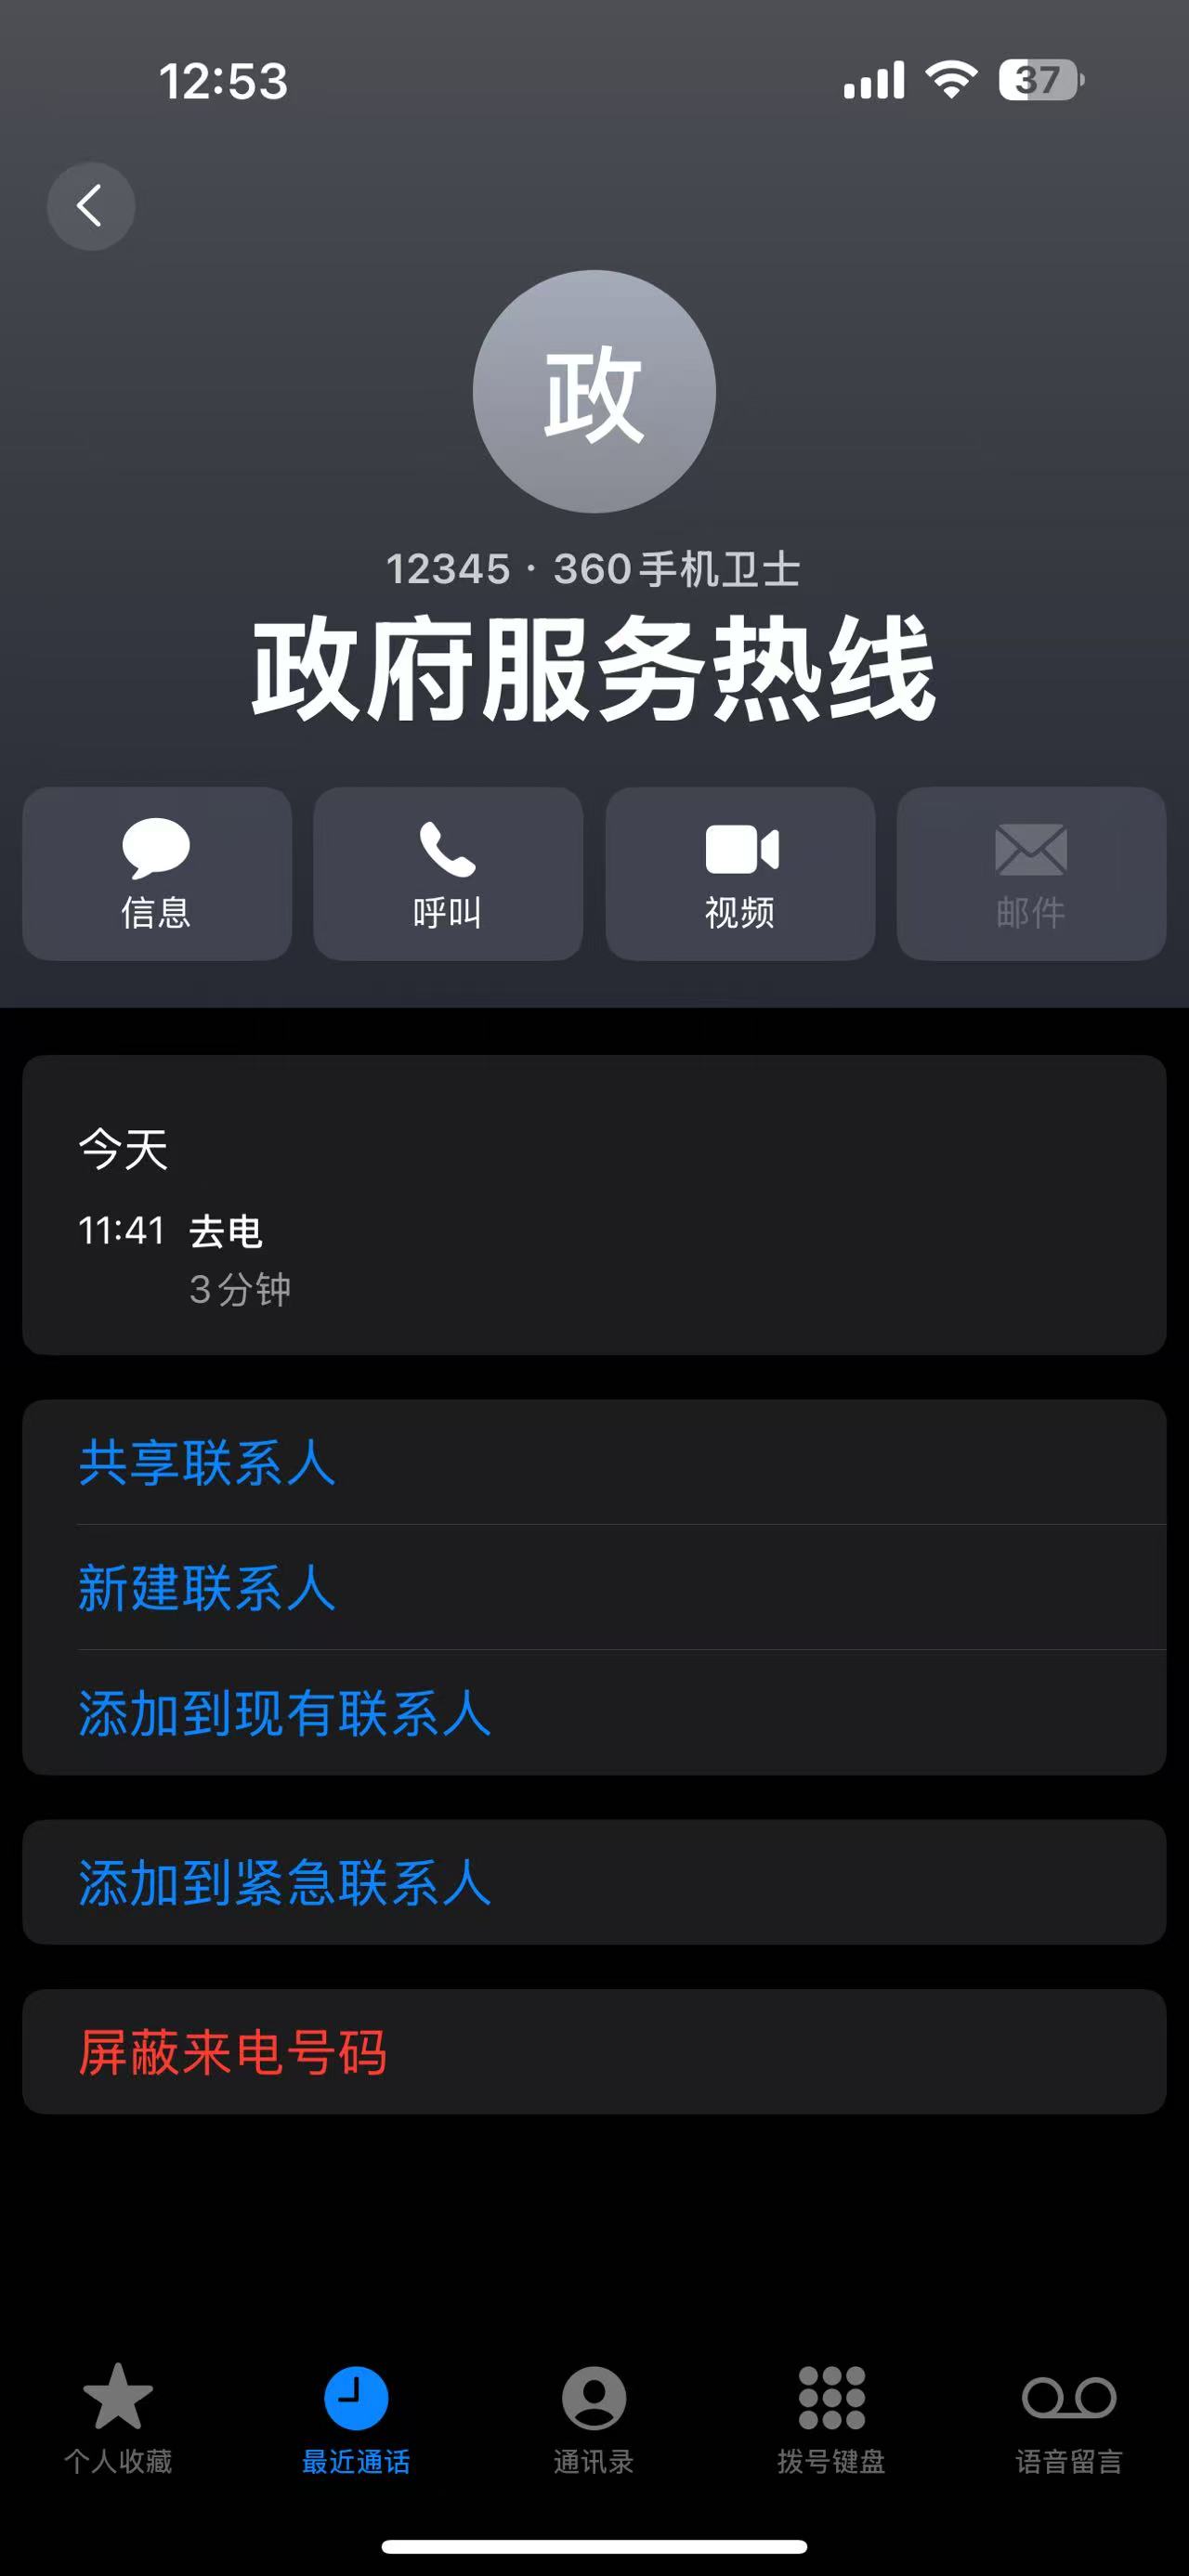 12:53
37
政
12345 · 360手机卫士
政府服务热线
信息
呼叫
视频
邮件
今天
11:41 去电
3分钟
共享联系人
新建联系人
添加到现有联系人
添加到紧急联系人
屏蔽来电号码
个人收藏
最近通话
通讯录
拨号键盘
语音留言